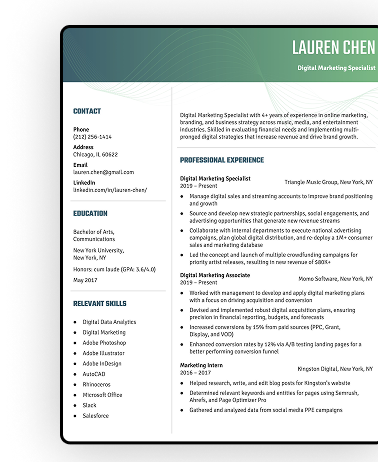 LAUREN CHEN
Digital Marketing Specialist
CONTACT
Phone
(212) 256-1414
Address
Chicago, IL 60622
Email
lauren.chen@gmail.com
LinkedIn
linkedin.com/in/lauren-chen/
EDUCATION
Bachelor of Arts,
Communications
New York University,
New York, NY
Honors: cum laude (GPA: 3.6/4.0)
May 2017
RELEVANT SKILLS
Digital Data Analytics
Digital Marketing
Adobe Photoshop
Adobe Illustrator
Adobe InDesign
AutoCAD
Rhinoceros
Microsoft Office
Slack
Salesforce
Digital Marketing Specialist with 4+ years of experience in online marketing,
branding, and business strategy across music, media, and entertainment
industries. Skilled in evaluating financial needs and implementing multi-
pronged digital strategies that increase revenue and drive brand growth.
PROFESSIONAL EXPERIENCE
Digital Marketing Specialist
2019 – Present
Triangle Music Group, New York, NY
Manage digital sales and streaming accounts to improve brand positioning
and growth
Source and develop new strategic partnerships, social engagements, and
advertising opportunities that generate new revenue streams
Collaborate with internal departments to execute national advertising
campaigns, plan global digital distribution, and re-deploy a 1M+ consumer
sales and marketing database
Led the concept and launch of multiple crowdfunding campaigns for
priority artist releases, resulting in new revenue of $800K+
Digital Marketing Associate
2019 – Present
Momo Software, New York, NY
Worked with management to develop and apply digital marketing plans
with a focus on driving acquisition and conversion
Devised and implemented robust digital acquisition plans, ensuring
precision in financial reporting, budgets, and forecasts
Increased conversions by 15% from paid sources (PPC, Grant,
Display, and VOD)
Enhanced conversion rates by 12% via A/B testing landing pages for a
better performing conversion funnel
Marketing Intern
2016 – 2017
Kingston Digital, New York, NY
Helped research, write, and edit blog posts for Kingston's website
Determined relevant keywords and entities for pages using Semrush,
Ahrefs, and Page Optimizer Pro
Gathered and analyzed data from social media PPE campaigns